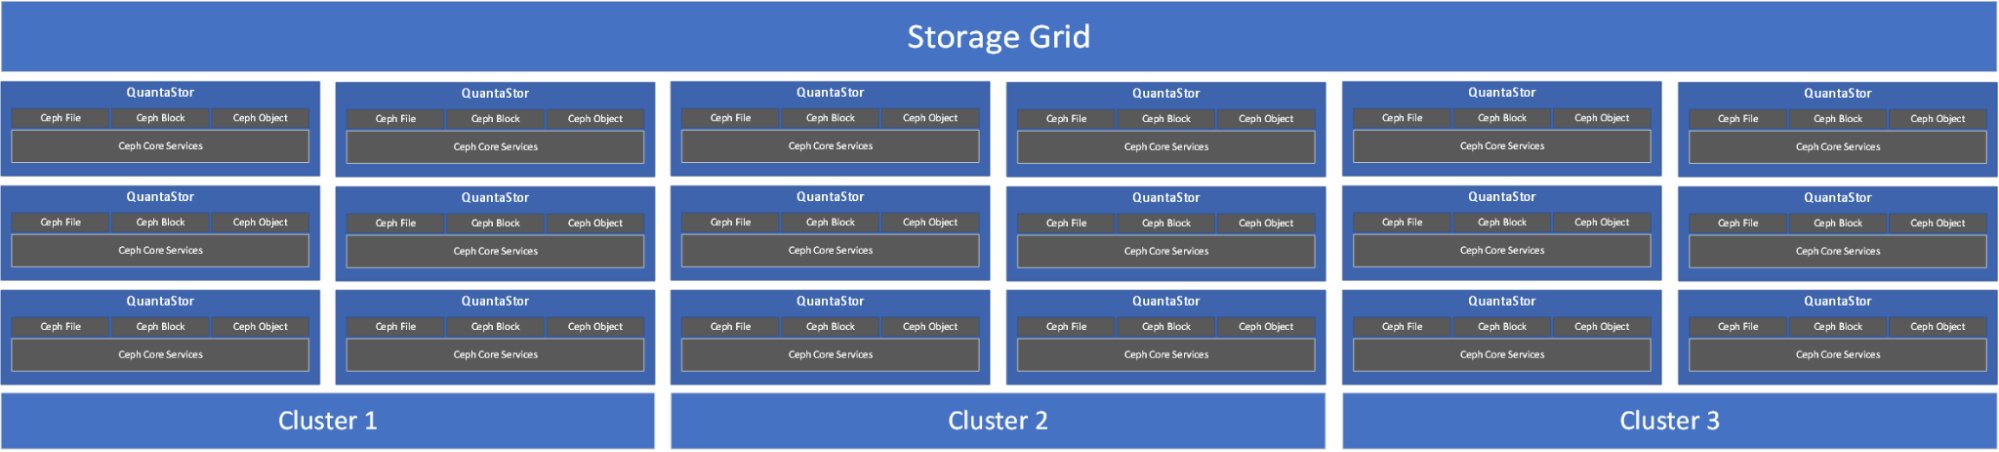 Storage Grid
QuantaStor QuantaStor QuantaStor QuantaStor QuantaStor QuantaStor
Ceph File Ceph Block Ceph Object Ceph File Ceph Block Ceph Object Ceph File Ceph Block Ceph Object Ceph File Ceph Block Ceph Object Ceph File Ceph Block Ceph Object Ceph File Ceph Block Ceph Object
Ceph Core Services Ceph Core Services Ceph Core Services Ceph Core Services Ceph Core Services Ceph Core Services
QuantaStor QuantaStor QuantaStor QuantaStor QuantaStor QuantaStor
Ceph File Ceph Block Ceph Object Ceph File Ceph Block Ceph Object Ceph File Ceph Block Ceph Object Ceph File Ceph Block Ceph Object Ceph File Ceph Block Ceph Object Ceph File Ceph Block Ceph Object
Ceph Core Services Ceph Core Services Ceph Core Services Ceph Core Services Ceph Core Services Ceph Core Services
QuantaStor QuantaStor QuantaStor QuantaStor QuantaStor QuantaStor
Ceph File Ceph Block Ceph Object Ceph File Ceph Block Ceph Object Ceph File Ceph Block Ceph Object Ceph File Ceph Block Ceph Object Ceph File Ceph Block Ceph Object Ceph File Ceph Block Ceph Object
Ceph Core Services Ceph Core Services Ceph Core Services Ceph Core Services Ceph Core Services Ceph Core Services
Cluster 1 Cluster 2 Cluster 3